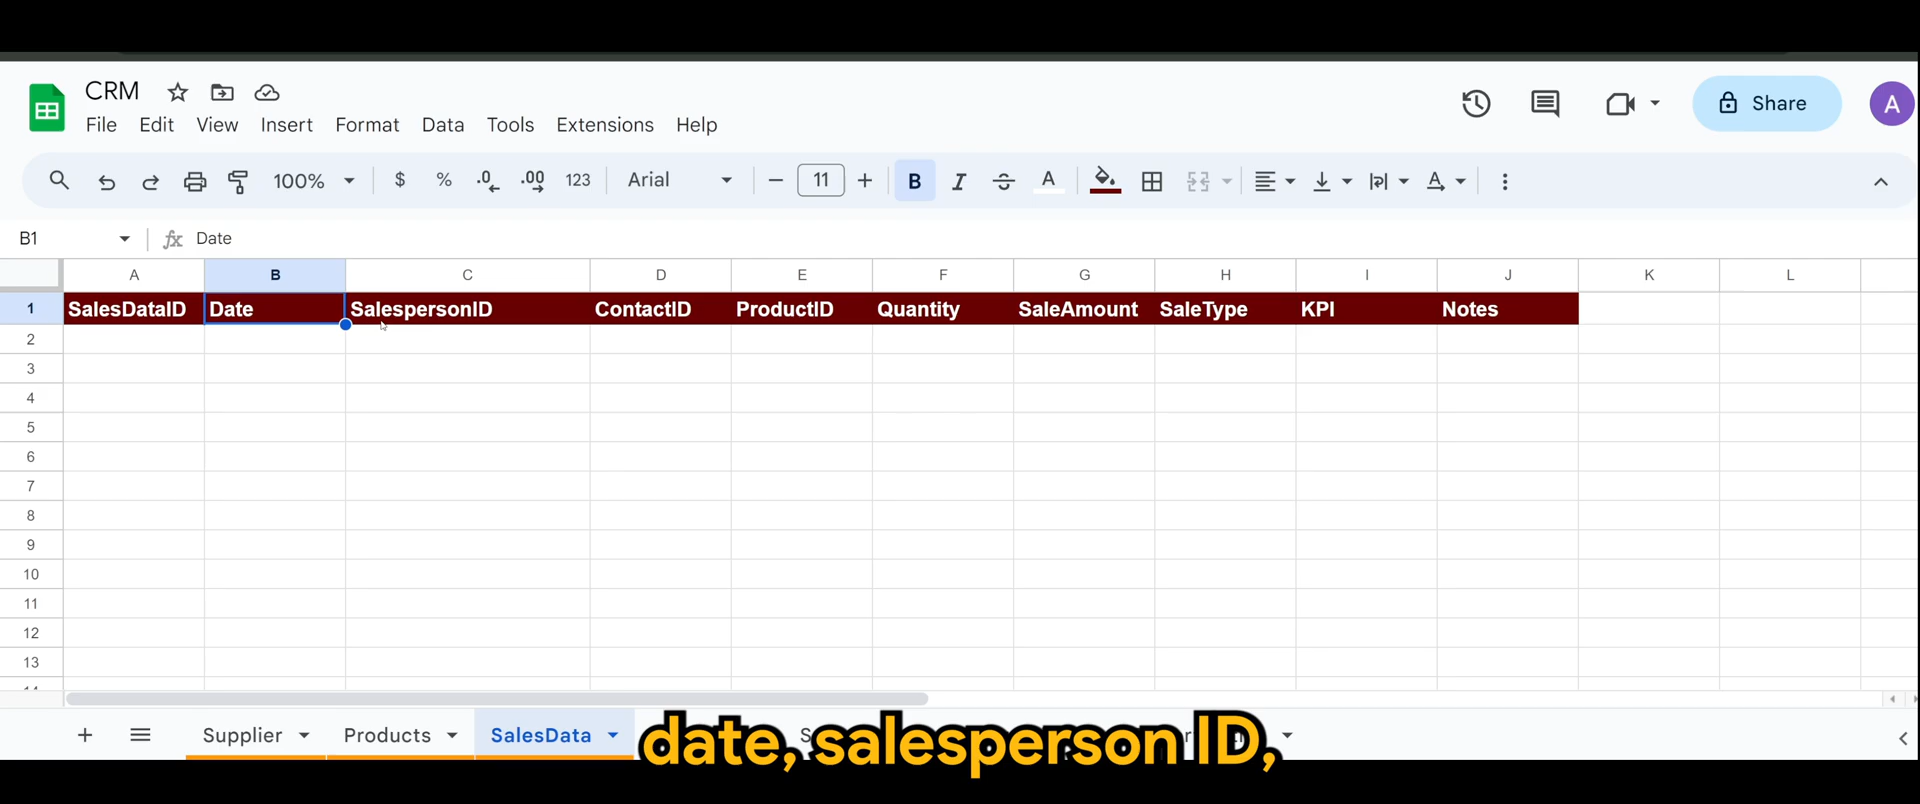 CRM
File Edit View Insert Format Data Tools Extensions Help
Share
A
100% $ % .0 .00 123 Arial 11 B I S A
B1 fx Date
A B C D E F G H I J K L
1 SalesDataID Date SalespersonID ContactID ProductID Quantity SaleAmount SaleType KPI Notes
2
3
4
5
6
7
8
9
10
11
12
13
14
Supplier Products SalesData
date, salesperson ID,